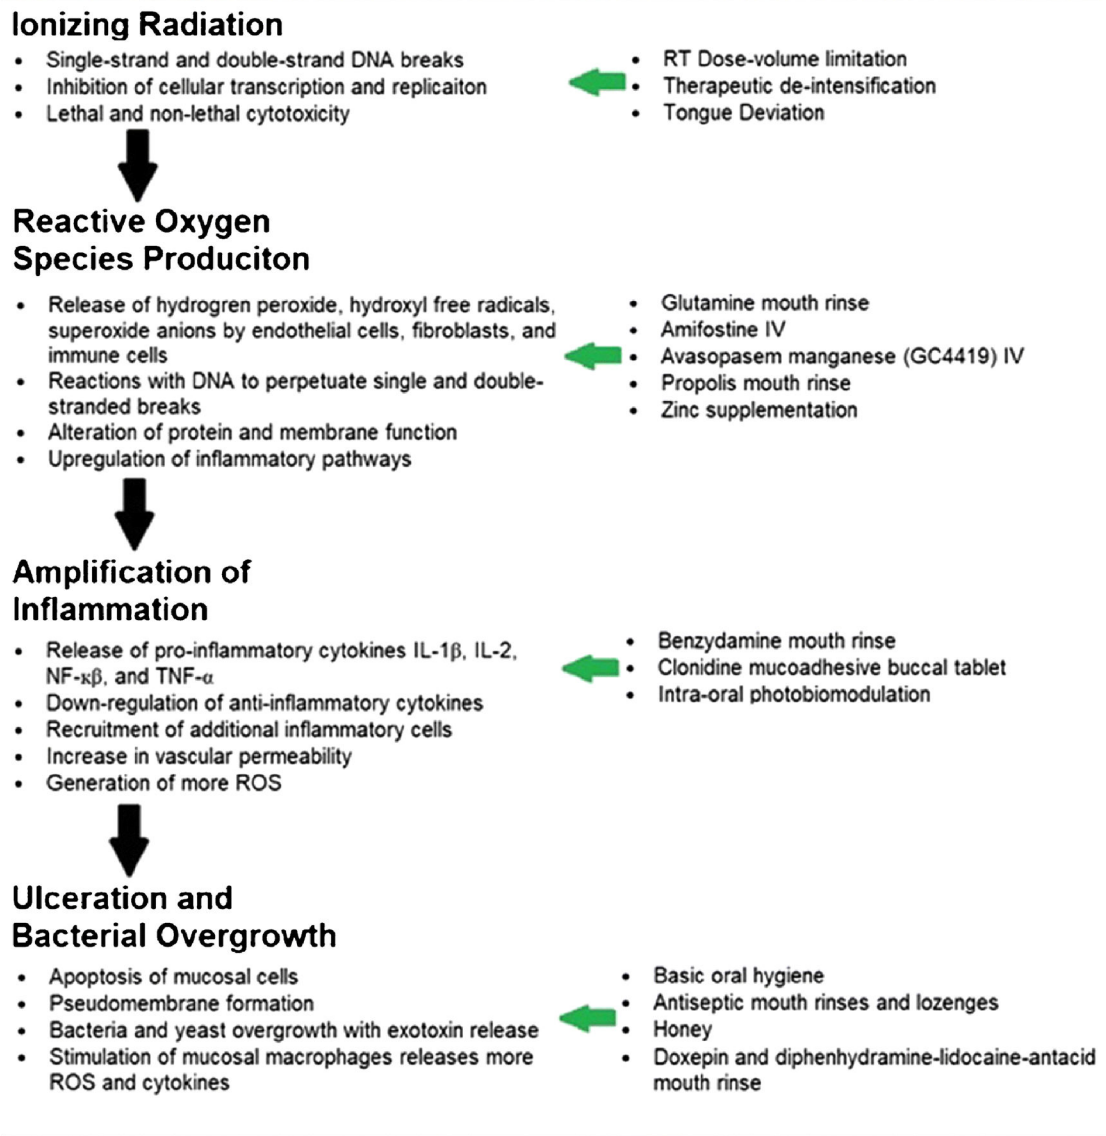 Ionizing Radiation
• Single-strand and double-strand DNA breaks
• Inhibition of cellular transcription and replicaiton
• Lethal and non-lethal cytotoxicity
• RT Dose-volume limitation
• Therapeutic de-intensification
• Tongue Deviation
Reactive Oxygen
Species Produciton
• Release of hydrogren peroxide, hydroxyl free radicals,
superoxide anions by endothelial cells, fibroblasts, and
immune cells
• Reactions with DNA to perpetuate single and double-
stranded breaks
• Alteration of protein and membrane function
• Upregulation of inflammatory pathways
• Glutamine mouth rinse
• Amifostine IV
• Avasopasem manganese (GC4419) IV
• Propolis mouth rinse
• Zinc supplementation
Amplification of
Inflammation
• Release of pro-inflammatory cytokines IL-1β, IL-2,
NF-κβ, and TNF-α
• Down-regulation of anti-inflammatory cytokines
• Recruitment of additional inflammatory cells
• Increase in vascular permeability
• Generation of more ROS
• Benzydamine mouth rinse
• Clonidine mucoadhesive buccal tablet
• Intra-oral photobiomodulation
Ulceration and
Bacterial Overgrowth
• Apoptosis of mucosal cells
• Pseudomembrane formation
• Bacteria and yeast overgrowth with exotoxin release
• Stimulation of mucosal macrophages releases more
ROS and cytokines
• Basic oral hygiene
• Antiseptic mouth rinses and lozenges
• Honey
• Doxepin and diphenhydramine-lidocaine-antacid
mouth rinse